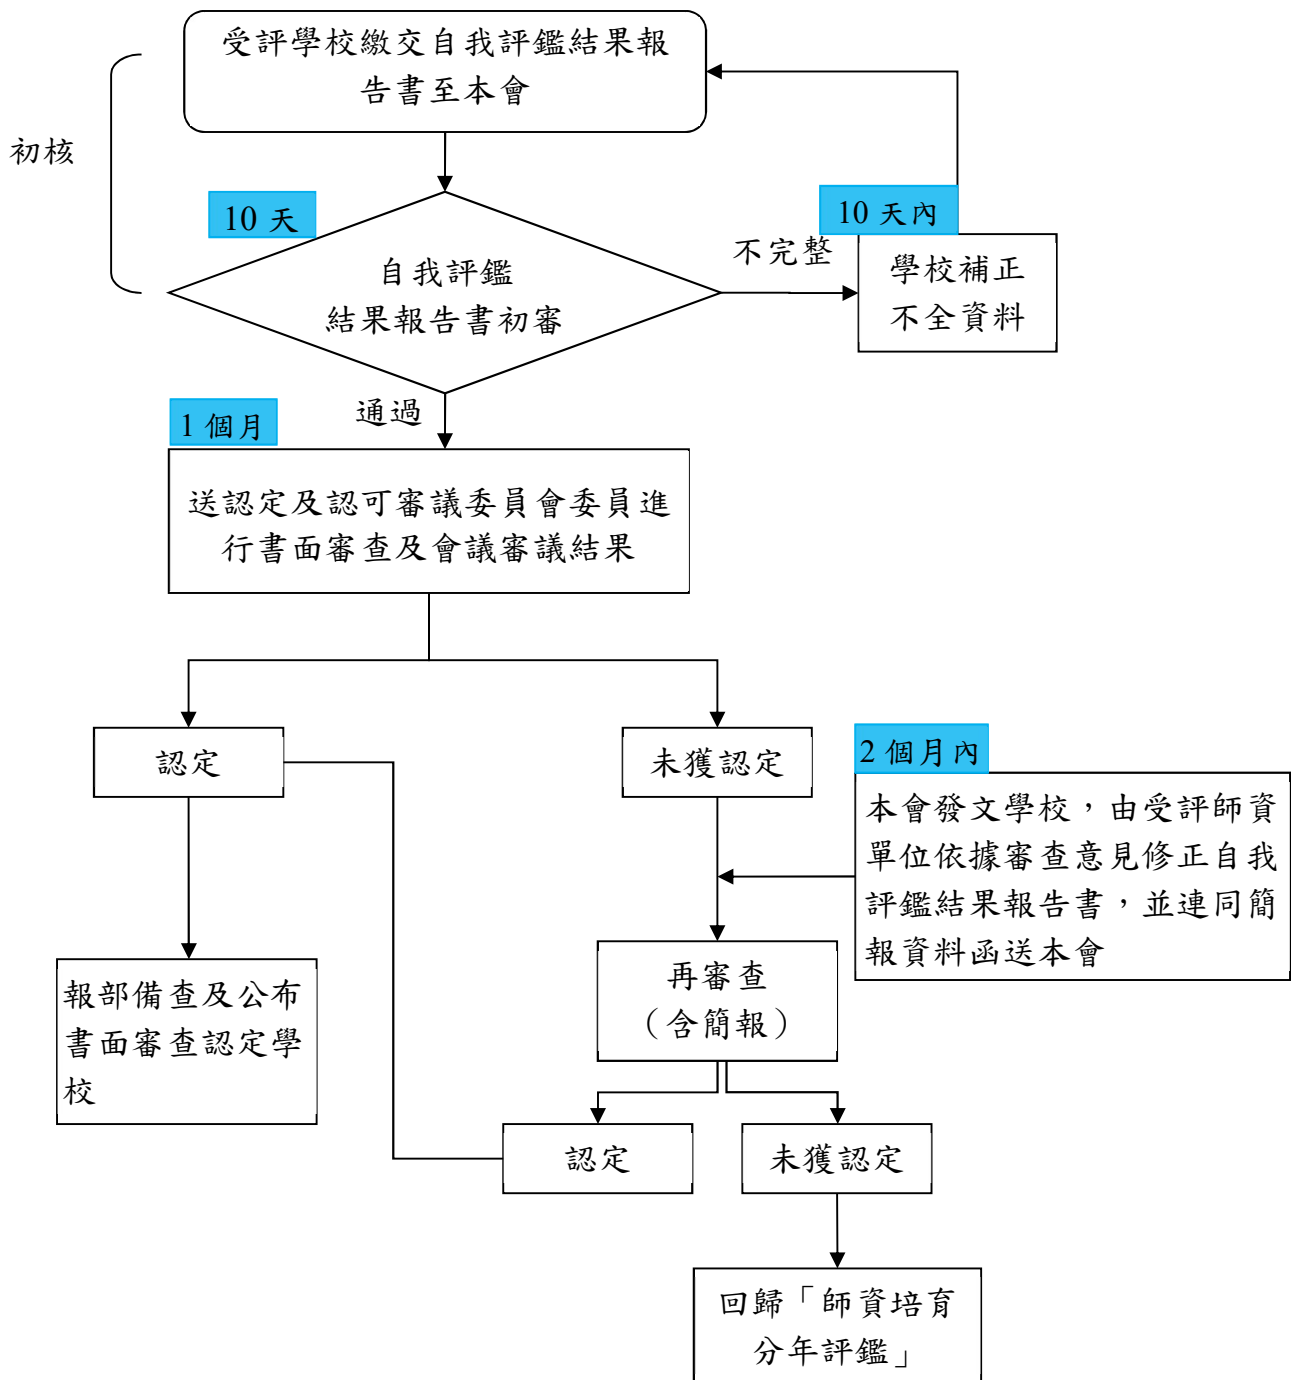 受評學校繳交自我評鑑結果報
告書至本會
初核
10 天
10 天內
自我評鑑
結果報告書初審
不完整
學校補正
不全資料
通過
1 個月
送認定及認可審議委員會委員進
行書面審查及會議審議結果
認定
未獲認定
2 個月內
本會發文學校，由受評師資
單位依據審查意見修正自我
評鑑結果報告書，並連同簡
報資料函送本會
報部備查及公布
書面審查認定學
校
再審查
（含簡報）
認定
未獲認定
回歸「師資培育
分年評鑑」